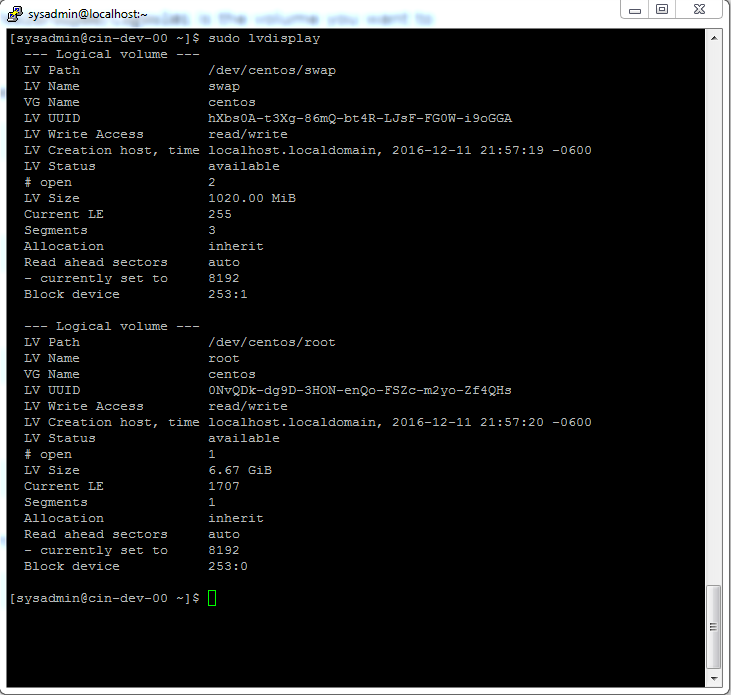 is the volume you want to
sysadmin@localhost:~
[sysadmin@cin-dev-00 ~]$ sudo lvdisplay
--- Logical volume ---
LV Path /dev/centos/swap
LV Name swap
VG Name centos
LV UUID hXbs0A-t3Xg-86mQ-bt4R-LJsF-FG0W-i9oGGA
LV Write Access read/write
LV Creation host, time localhost.localdomain, 2016-12-11 21:57:19 -0600
LV Status available
# open 2
LV Size 1020.00 MiB
Current LE 255
Segments 3
Allocation inherit
Read ahead sectors auto
- currently set to 8192
Block device 253:1
--- Logical volume ---
LV Path /dev/centos/root
LV Name root
VG Name centos
LV UUID 0NvQDk-dg9D-3HON-enQo-FSZc-m2yo-Zf4QHs
LV Write Access read/write
LV Creation host, time localhost.localdomain, 2016-12-11 21:57:20 -0600
LV Status available
# open 1
LV Size 6.67 GiB
Current LE 1707
Segments 1
Allocation inherit
Read ahead sectors auto
- currently set to 8192
Block device 253:0
[sysadmin@cin-dev-00 ~]$